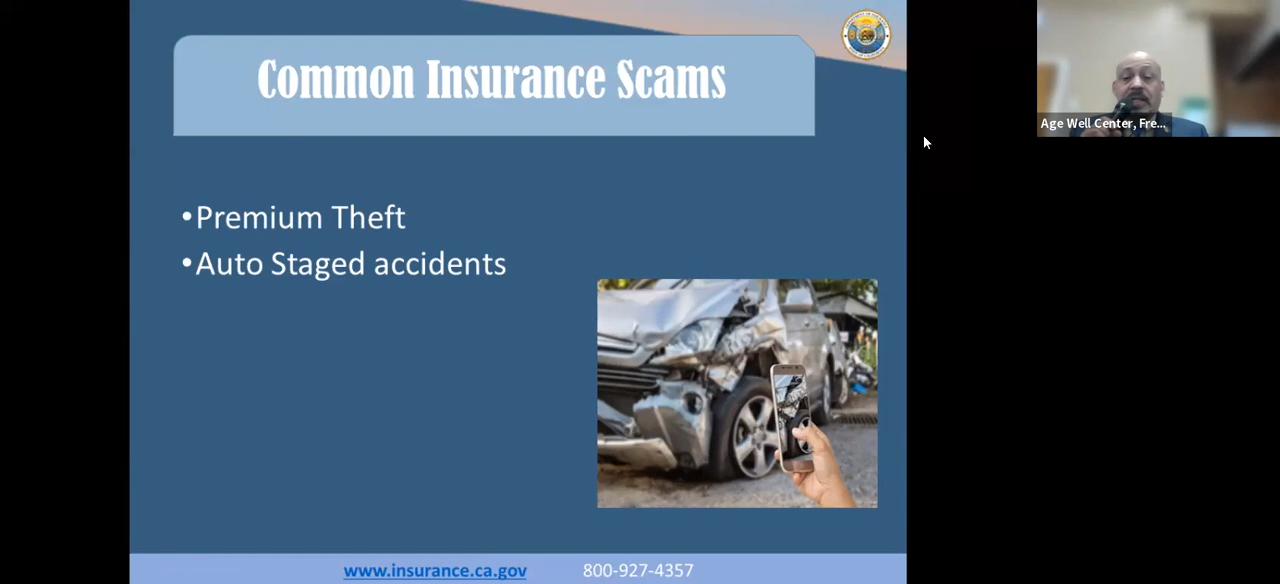 Common Insurance Scams
Age Well Center, Fre...
•Premium Theft
•Auto Staged accidents
www.insurance.ca.gov 800-927-4357